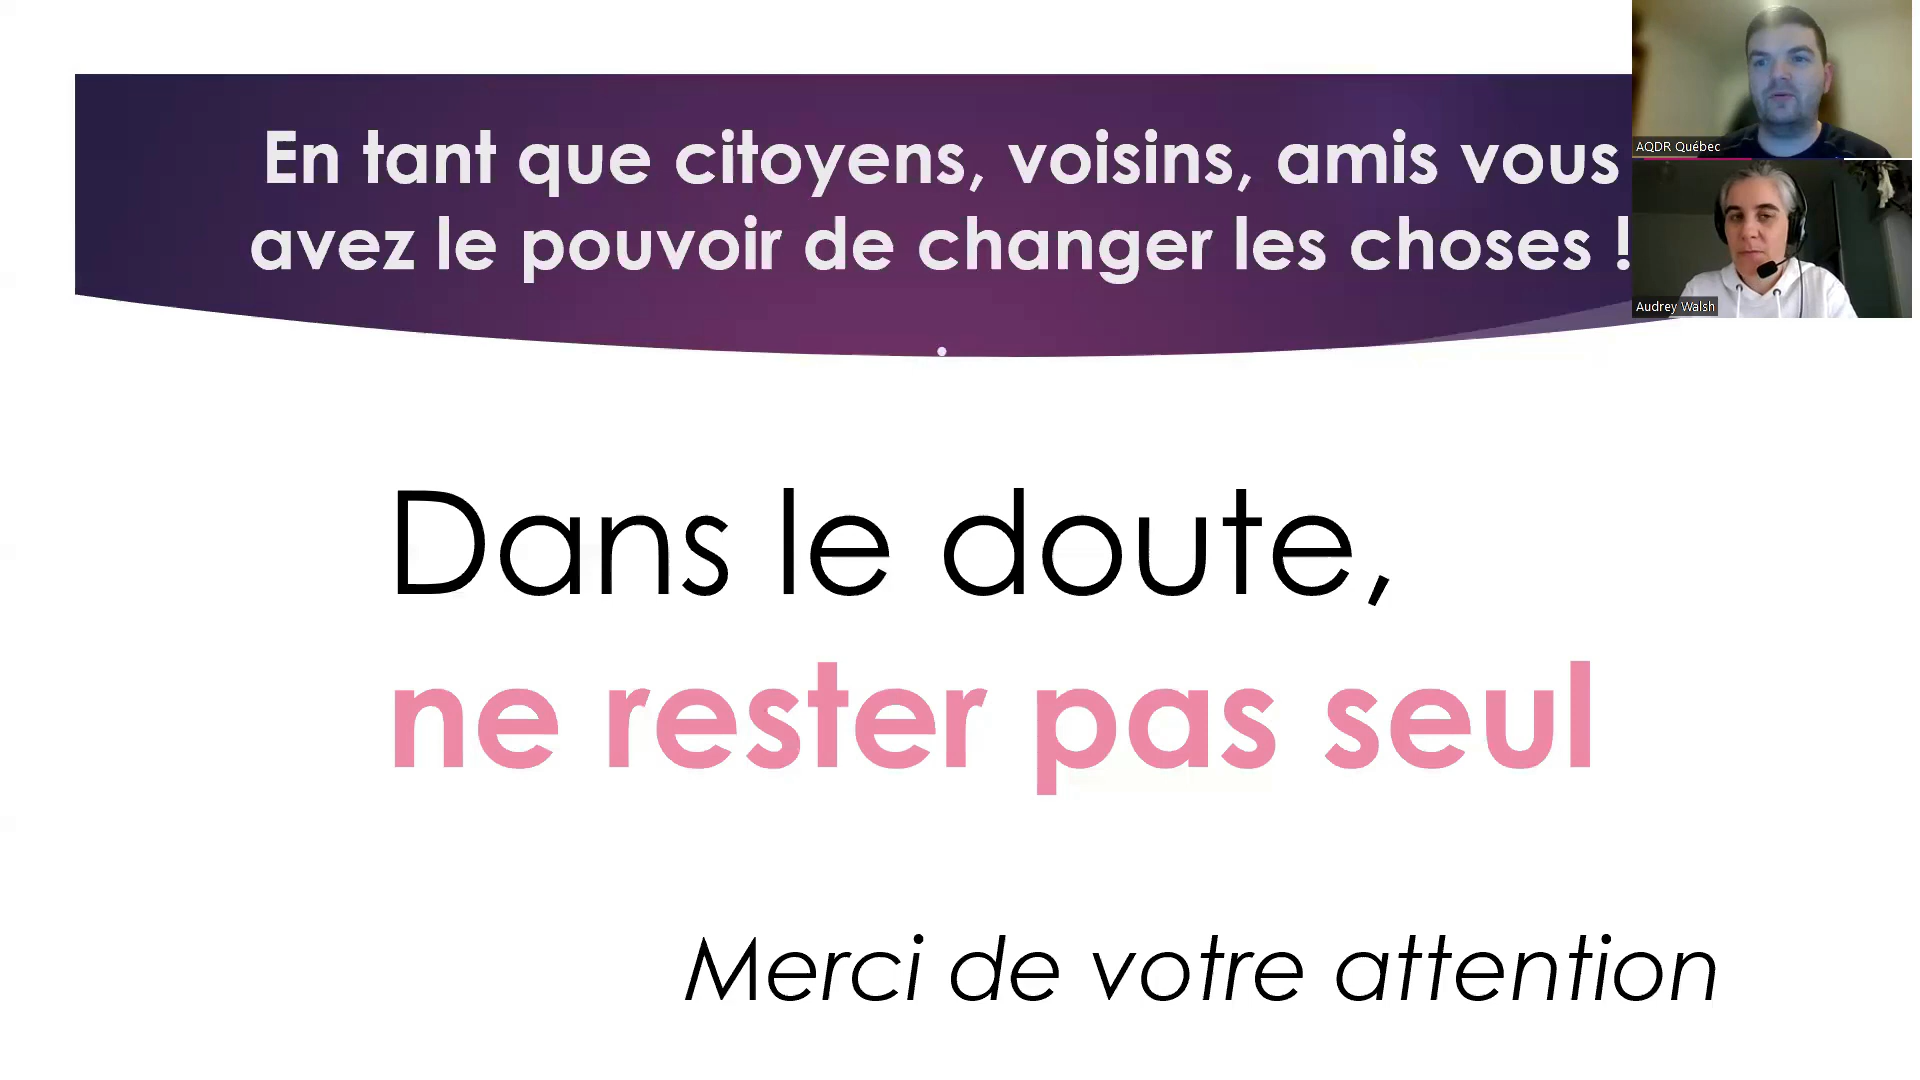 En tant que citoyens, voisins, amis vous
avez le pouvoir de changer les choses !
.
Dans le doute,
ne rester pas seul
Merci de votre attention
AQDR Québec
Audrey Walsh